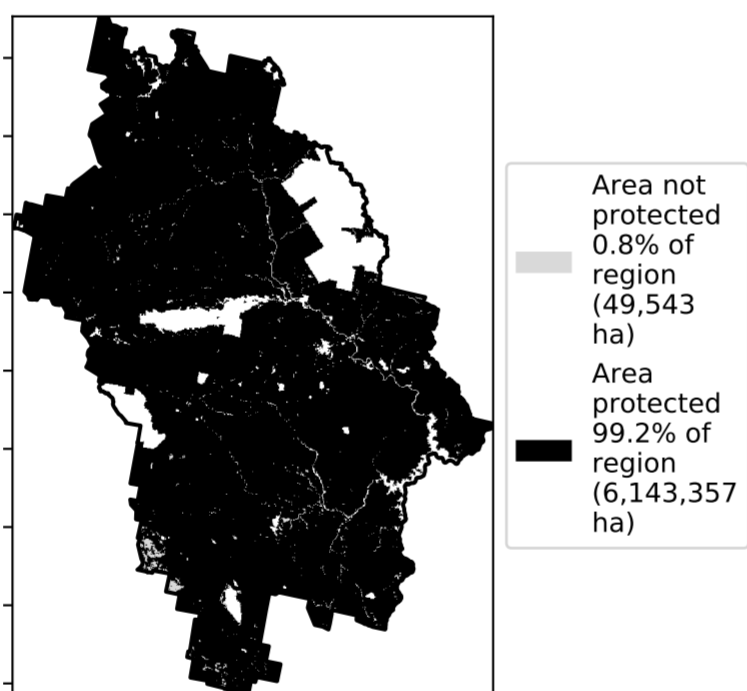 Area not
protected
0.8% of
region
(49,543
ha)
Area
protected
99.2% of
region
(6,143,357
ha)